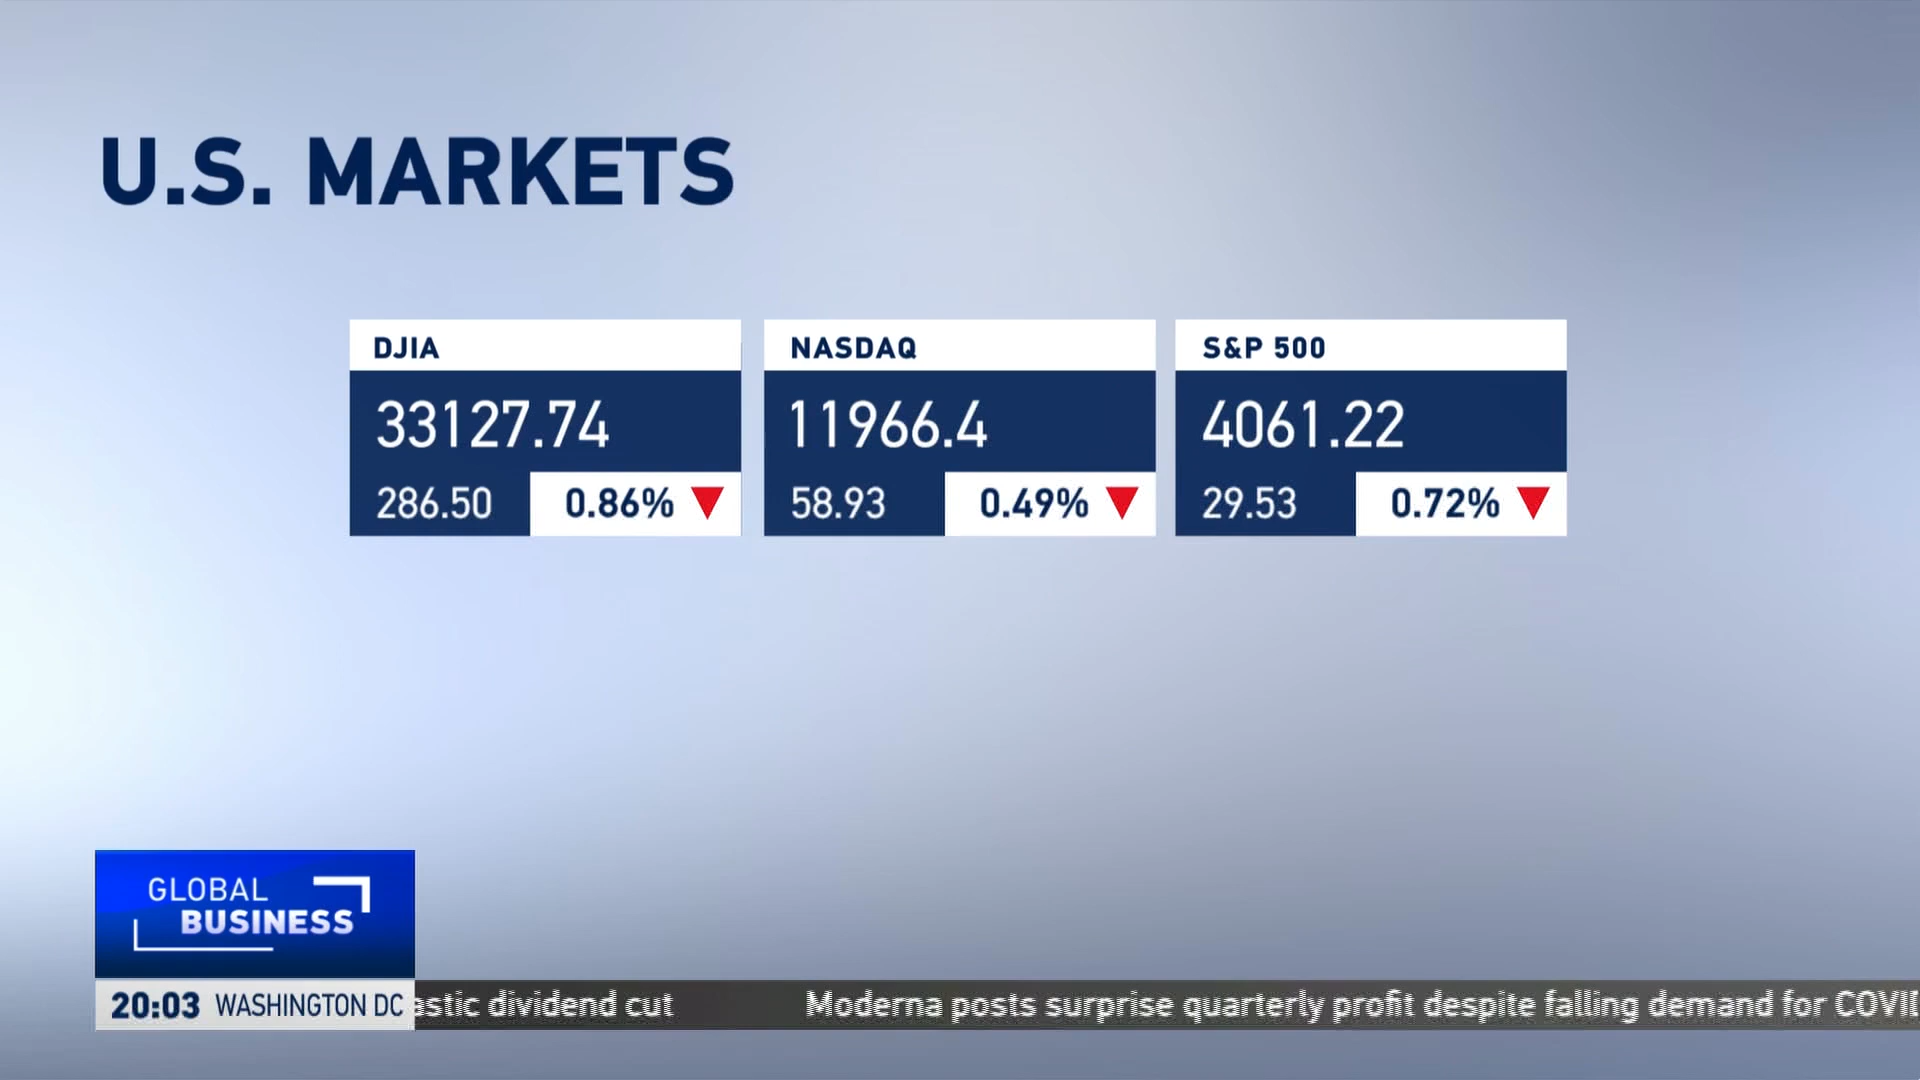 U.S. MARKETS
DJIA
33127.74
286.50 0.86%
NASDAQ
11966.4
58.93 0.49%
S&P 500
4061.22
29.53 0.72%
GLOBAL
BUSINESS
20:03 WASHINGTON DC
dividend cut Moderna posts surprise quarterly profit despite falling demand for